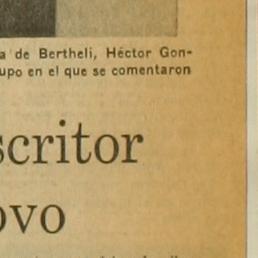 a de Bertheli, Héctor Gon-
upo en el que se comentaron
scritor
ovo